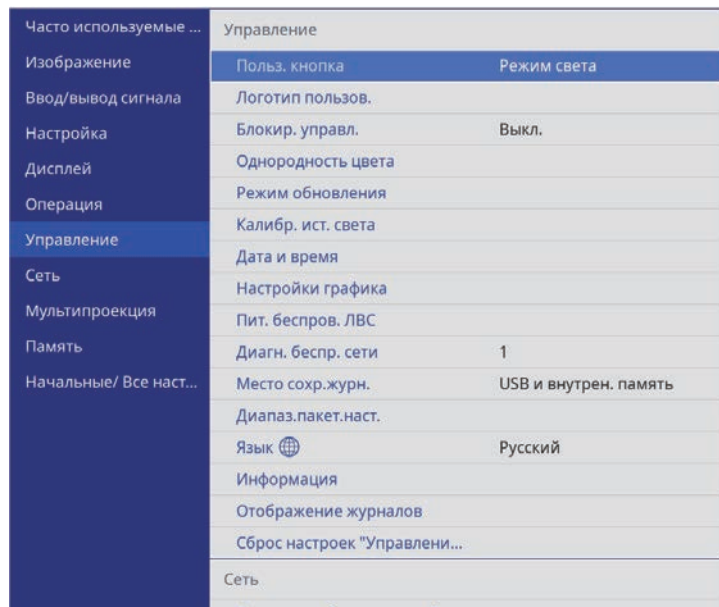 Часто используемые ...
Изображение
Ввод/вывод сигнала
Настройка
Дисплей
Операция
Управление
Сеть
Мультипроекция
Память
Начальные/ Все наст...
Управление
Польз. кнопка Режим света
Логотип пользов.
Блокир. управл. Выкл.
Однородность цвета
Режим обновления
Калибр. ист. света
Дата и время
Настройки графика
Пит. беспров. ЛВС
Диагн. беспр. сети 1
Место сохр.журн. USB и внутрен. память
Диапаз.пакет.наст.
Язык Русский
Информация
Отображение журналов
Сброс настроек "Управлени...
Сеть